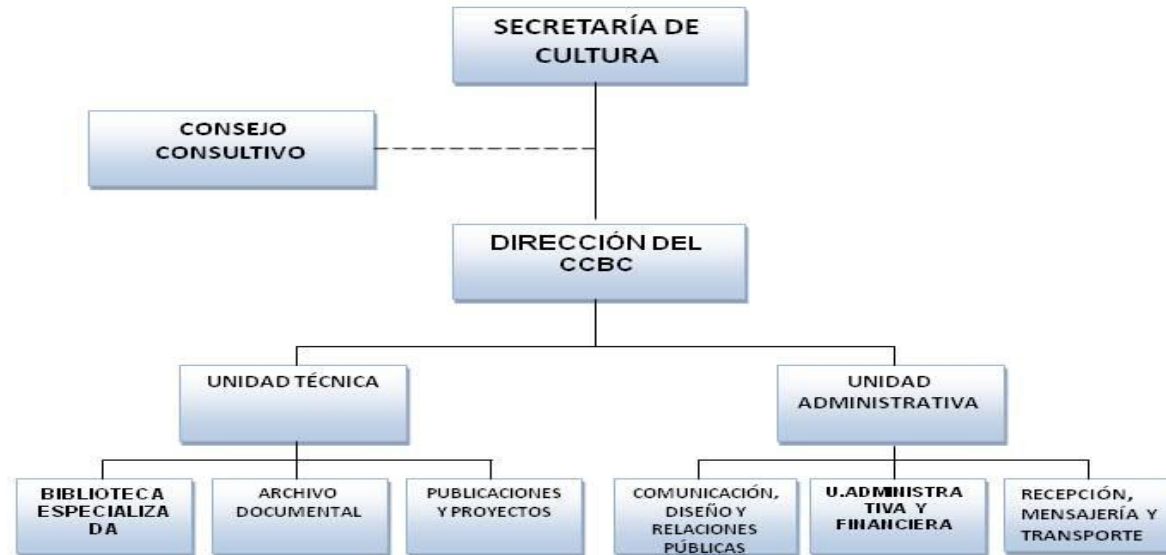 SECRETARÍA DE
CULTURA
CONSEJO
CONSULTIVO
DIRECCIÓN DEL
CCBC
UNIDAD TÉCNICA
UNIDAD
ADMINISTRATIVA
BIBLIOTECA
ESPECIALIZA
DA
ARCHIVO
DOCUMENTAL
PUBLICACIONES
Y PROYECTOS
COMUNICACIÓN,
DISEÑO Y
RELACIONES
PÚBLICAS
U.ADMINISTRA
TIVA Y
FINANCIERA
RECEPCIÓN,
MENSAJERÍA Y
TRANSPORTE